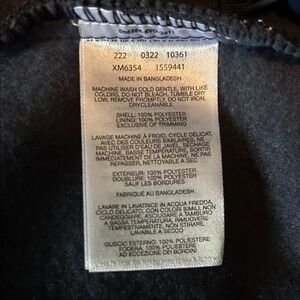 222 0322 10361
XM6354 1559441
MADE IN BANGLADESH
MACHINE WASH COLD GENTLE, WITH LIKE
COLORS, DO NOT BLEACH, TUMBLE DRY
LOW, REMOVE PROMPTLY, DO NOT IRON,
DRYCLEANABLE
SHELL: 100% POLYESTER
LINING: 100% POLYESTER
EXCLUSIVE OF TRIMMING
LAVAGE MACHINE À FROID, CYCLE DÉLICAT,
AVEC DES COULEURS SIMILAIRES, NE PAS
UTILISER D'EAU DE JAVEL, SÉCHAGE
MACHINE, BASSE TEMPÉRATURE, SORTIR
IMMÉDIATEMENT DE LA MACHINE, NE PAS
REPASSER, NETTOYABLE À SEC
EXTÉRIEUR: 100% POLYESTER
DOUBLURE: 100% POLYESTER
SAUF LES BORDURES
FABRIQUÉ AU BANGLADESH
LAVARE IN LAVATRICE IN ACQUA FREDDA,
CICLO DELICATO, CON COLORI SIMILI, NON
CANDEGGIARE, ASCIUGARE A TAMBURO
A BASSA TEMPERATURA, RIMUOVERE
TEMPESTIVAMENTE, NON STIRARE,
LAVABILE A SECCO
GUSCIO ESTERNO: 100% POLIESTERE
FODERA: 100% POLIESTERE
AD ECCEZIONE DEI BORDINI